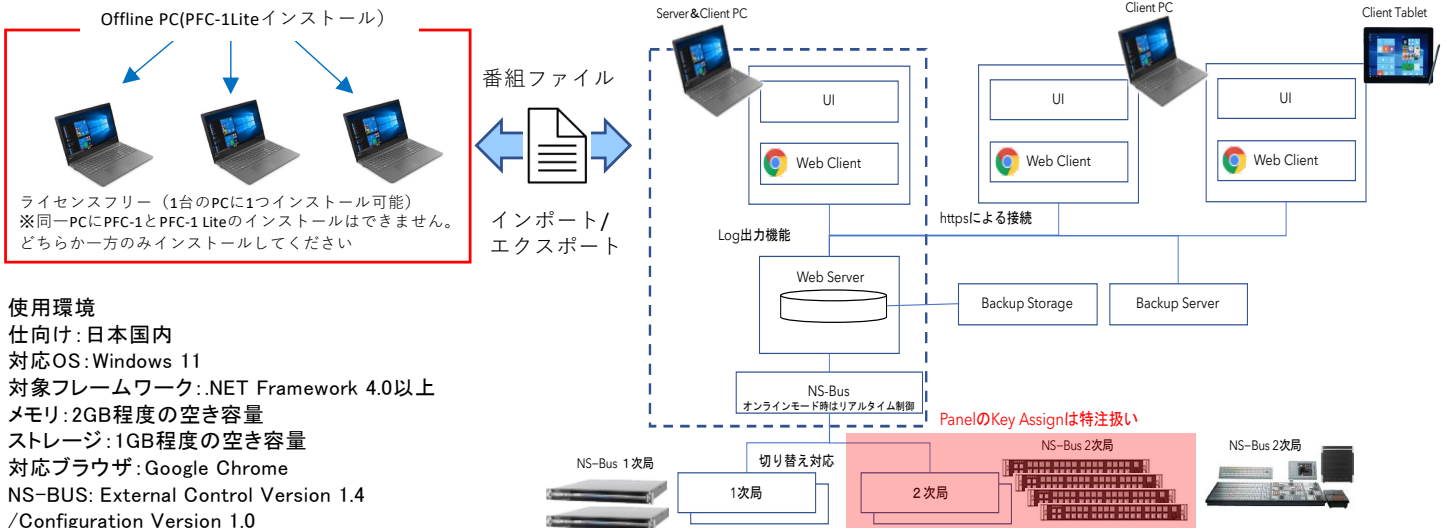 Offline PC(PFC-1Liteインストール)
ライセンスフリー（1台のPCに1つインストール可能）
※同一PCにPFC-1とPFC-1 Liteのインストールはできません。
どちらか一方のみインストールしてください
番組ファイル
インポート/
エクスポート
使用環境
仕向け:日本国内
対応OS:Windows 11
対象フレームワーク:.NET Framework 4.0以上
メモリ:2GB程度の空き容量
ストレージ:1GB程度の空き容量
対応ブラウザ:Google Chrome
NS-BUS: External Control Version 1.4
/Configuration Version 1.0
Server&Client PC
UI
Web Client
Client PC
UI
Web Client
Client Tablet
UI
Web Client
httpsによる接続
Log出力機能
Web Server
Backup Storage
Backup Server
NS-Bus
オンラインモード時はリアルタイム制御
PanelのKey Assignは特注扱い
NS-Bus 1次局
切り替え対応
1次局
２次局
NS-Bus 2次局
NS-Bus 2次局